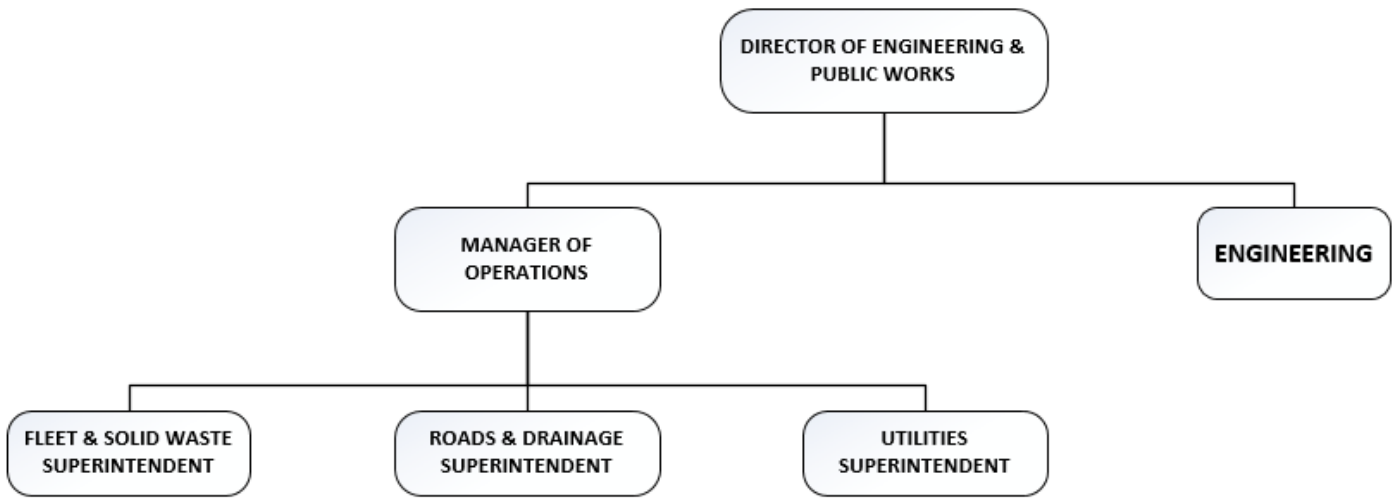 DIRECTOR OF ENGINEERING &
PUBLIC WORKS
MANAGER OF
OPERATIONS
ENGINEERING
FLEET & SOLID WASTE
SUPERINTENDENT
ROADS & DRAINAGE
SUPERINTENDENT
UTILITIES
SUPERINTENDENT